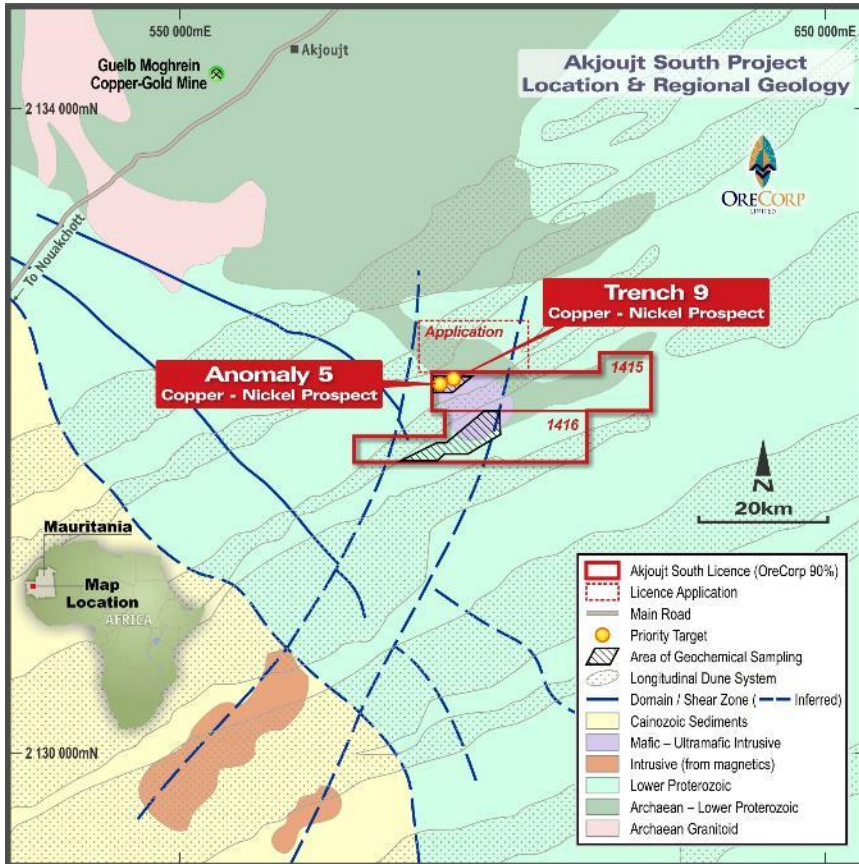 550 000mE
650 000mE
Akjoujt
Guelb Moghrein
Copper-Gold Mine
Akjoujt South Project
Location & Regional Geology
2 134 000mN
ORECORP
LIMITED
To Nouakchott
Trench 9
Copper - Nickel Prospect
Application
Anomaly 5
Copper - Nickel Prospect
1415
1416
N
20km
Mauritania
Map
Location
AFRICA
Akjoujt South Licence (OreCorp 90%)
Licence Application
Main Road
Priority Target
Area of Geochemical Sampling
Longitudinal Dune System
Domain / Shear Zone ( Inferred)
Cainozoic Sediments
Mafic – Ultramafic Intrusive
Intrusive (from magnetics)
Lower Proterozoic
Archaean – Lower Proterozoic
Archaean Granitoid
2 130 000mN